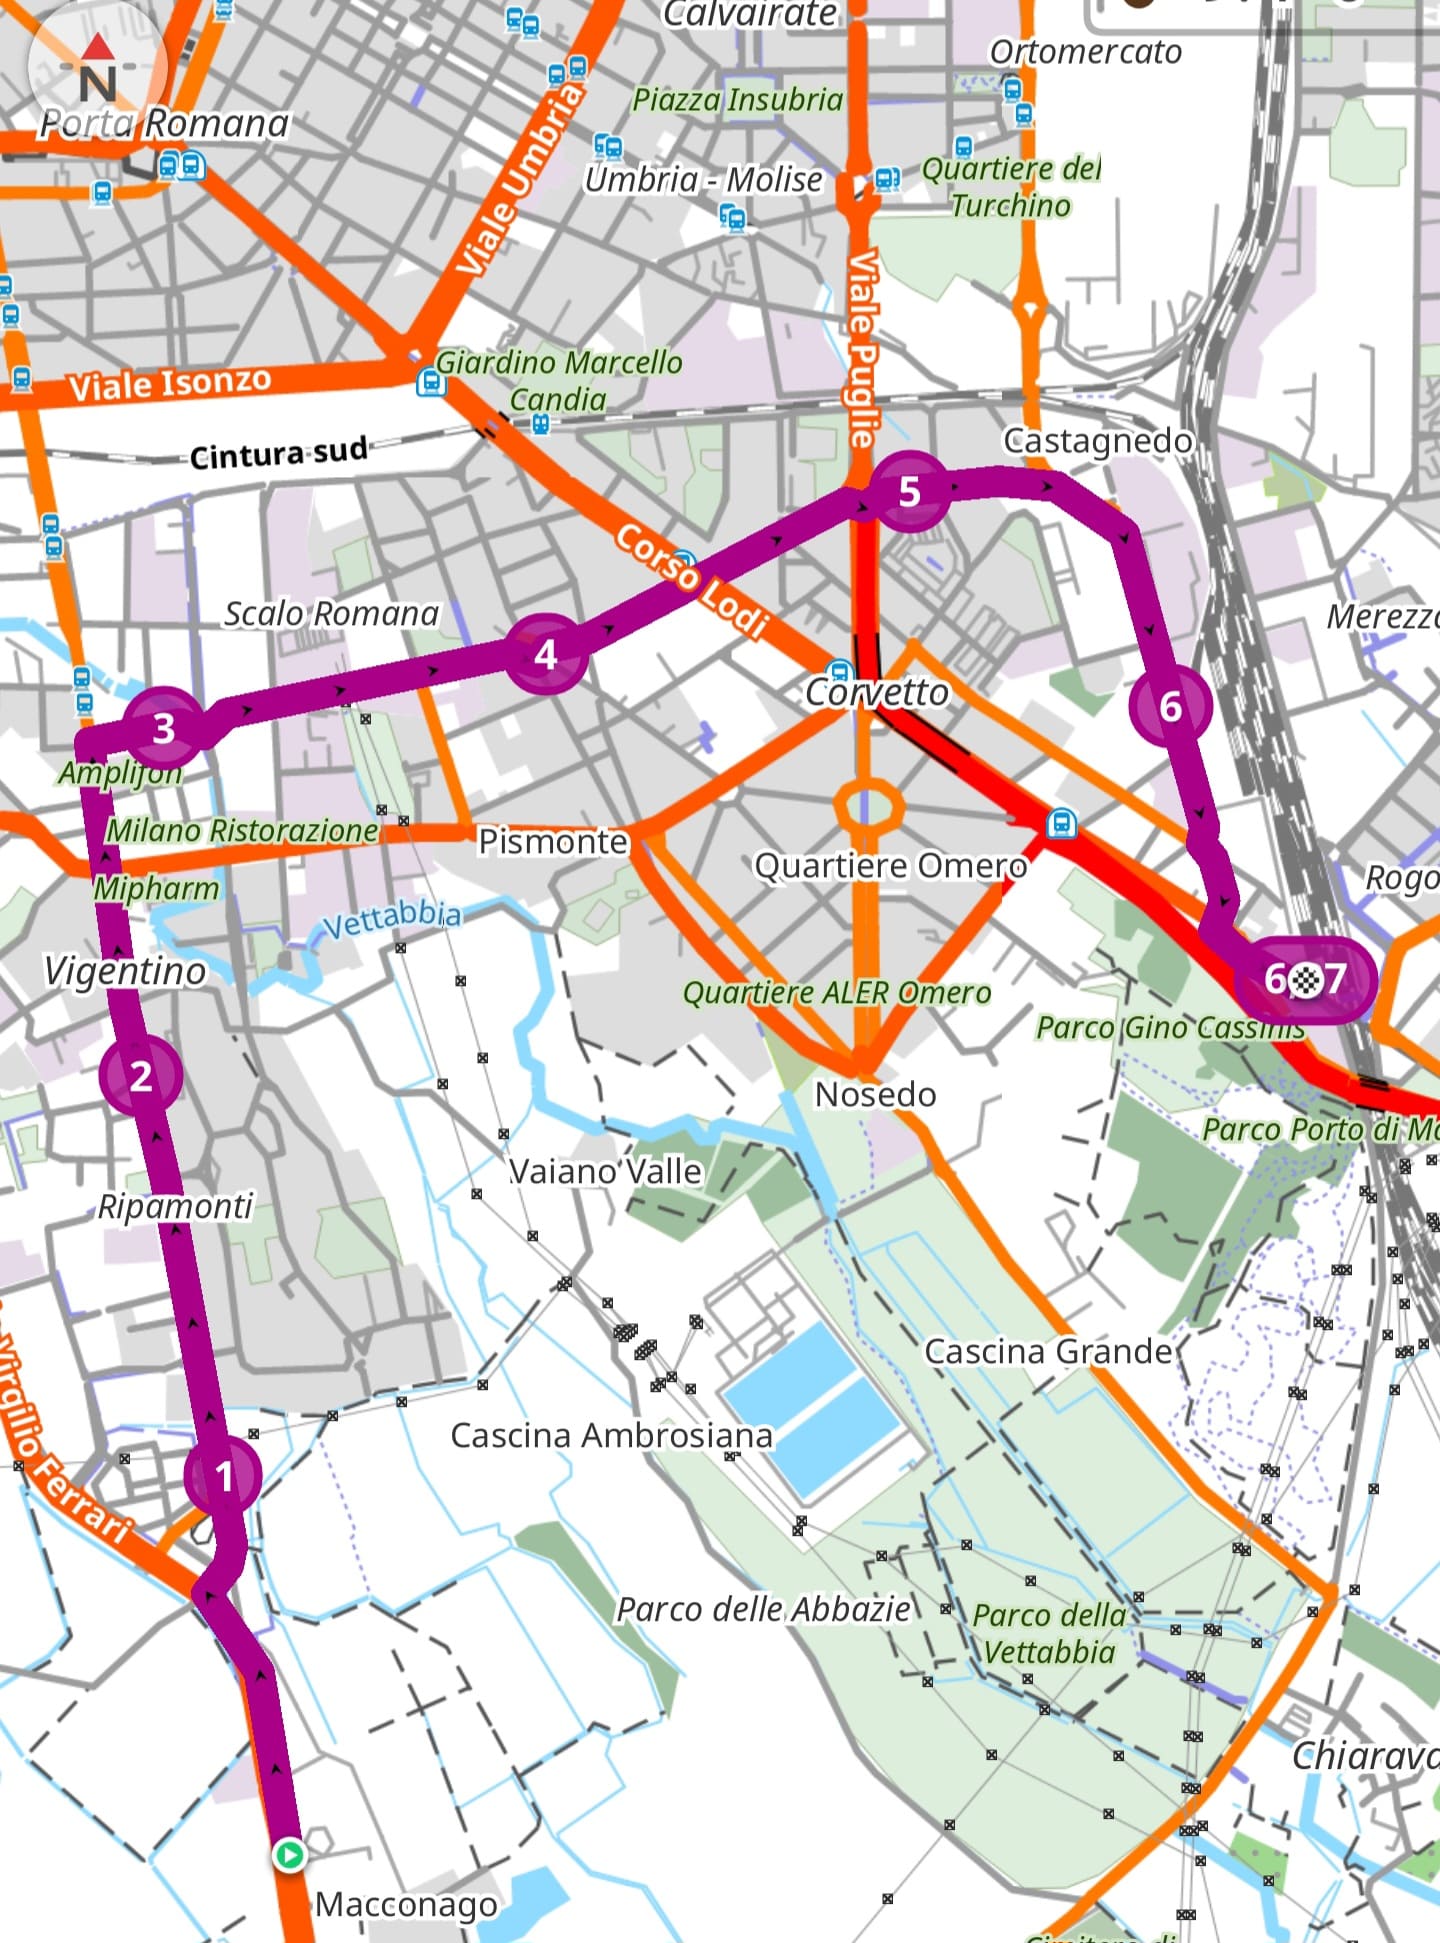 Calvairate
Ortomercato
N
Piazza Insubria
Porta Romana
Viale Umbria
Umbria - Molise
Quartiere del
Turchino
Viale Puglie
Giardino Marcello
Candia
Viale Isonzo
Cintura sud
Castagnedo
5
Corso Lodi
Scalo Romana
Merezz
4
Corvetto
6
3
Amplifon
Milano Ristorazione
Pismonte
Quartiere Omero
Mipharm
Rogo
Vettabbia
Vigentino
Quartiere ALER Omero
6
7
Parco Gino Cassinis
2
Nosedo
Parco Porto di M
Vaiano Valle
Ripamonti
Cascina Grande
Virgilio Ferrari
Cascina Ambrosiana
1
Parco delle Abbazie
Parco della
Vettabbia
Chiarava
Macconago